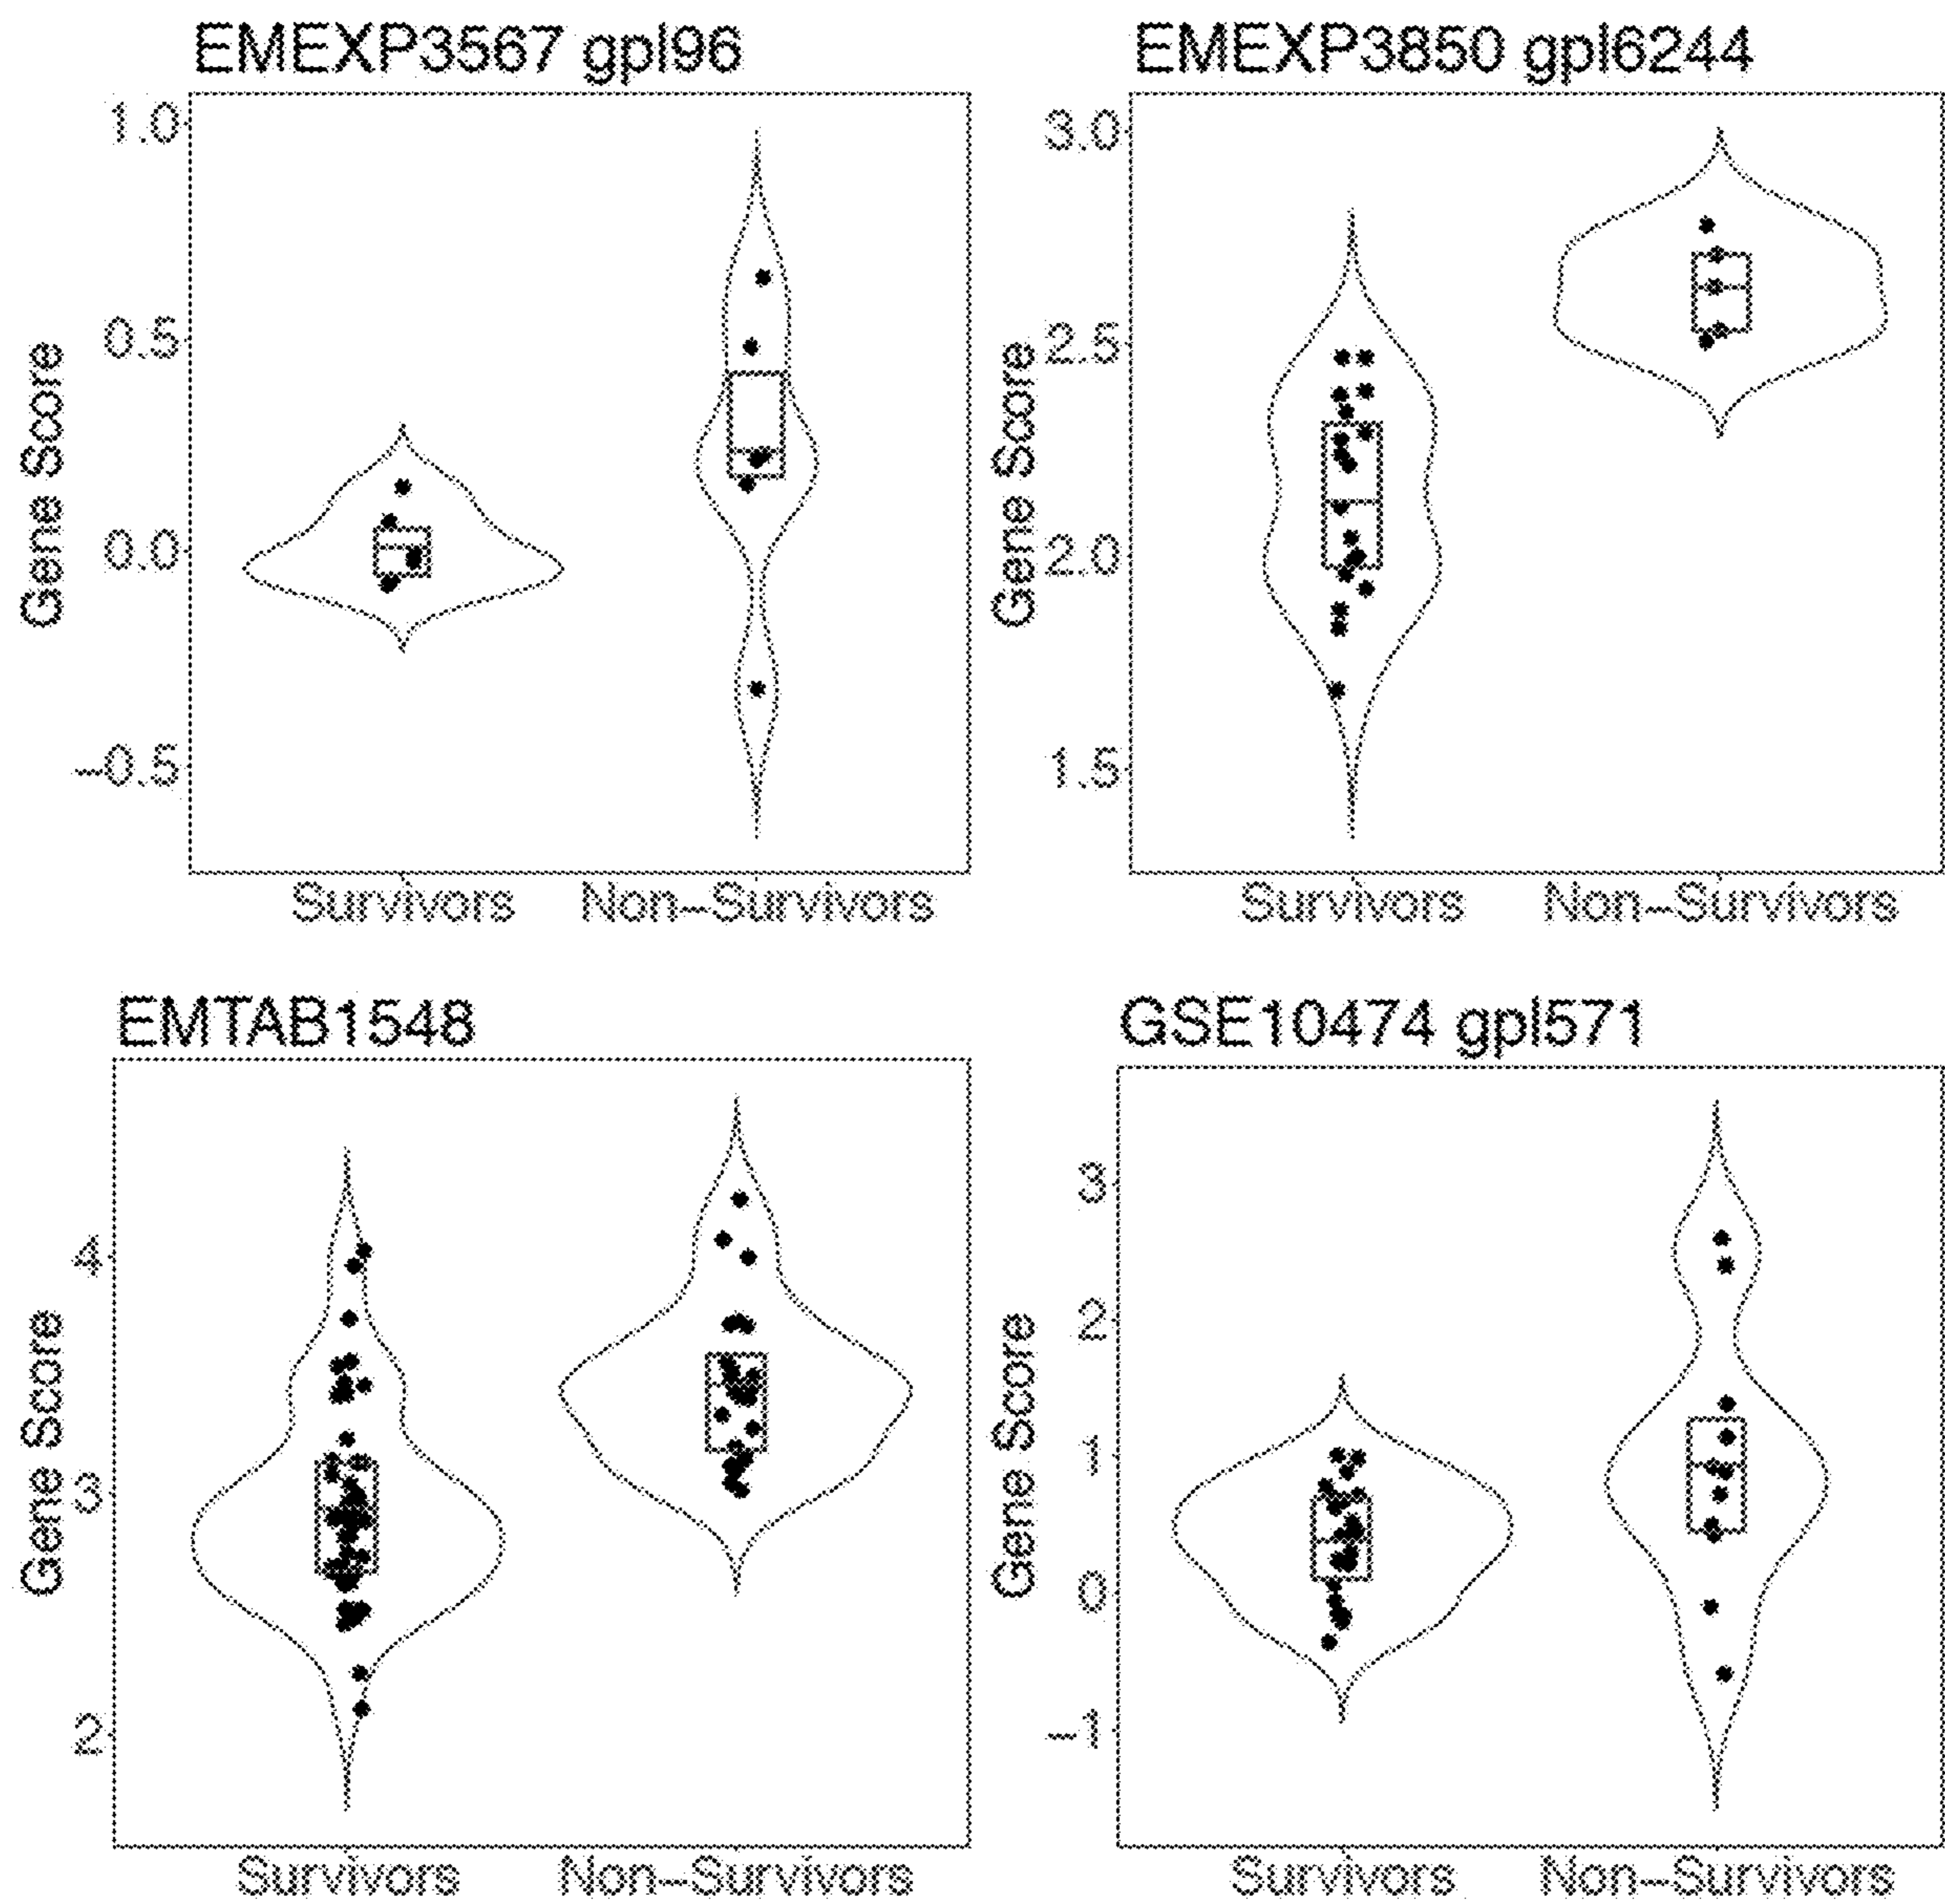 EMEXP3567 gpl96
1.0
0.5
0.0
−0.5
Gene Score
Survivors Non−Survivors
EMEXP3850 gpl6244
3.0
2.5
2.0
1.5
Gene Score
Survivors Non−Survivors
EMTAB1548
4
3
2
Gene Score
Survivors Non−Survivors
GSE10474 gpl571
3
2
1
0
−1
Gene Score
Survivors Non−Survivors